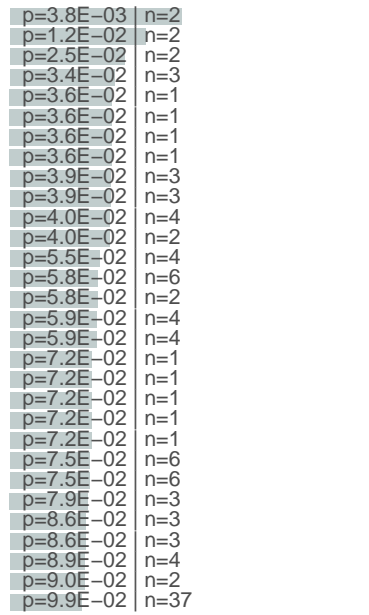 p=3.8E−03 | n=2
p=1.2E−02 | n=2
p=2.5E−02 | n=2
p=3.4E−02 | n=3
p=3.6E−02 | n=1
p=3.6E−02 | n=1
p=3.6E−02 | n=1
p=3.6E−02 | n=1
p=3.9E−02 | n=3
p=3.9E−02 | n=3
p=4.0E−02 | n=4
p=4.0E−02 | n=2
p=5.5E−02 | n=4
p=5.8E−02 | n=6
p=5.8E−02 | n=2
p=5.9E−02 | n=4
p=5.9E−02 | n=4
p=7.2E−02 | n=1
p=7.2E−02 | n=1
p=7.2E−02 | n=1
p=7.2E−02 | n=1
p=7.2E−02 | n=1
p=7.5E−02 | n=6
p=7.5E−02 | n=6
p=7.9E−02 | n=3
p=8.6E−02 | n=3
p=8.6E−02 | n=3
p=8.9E−02 | n=4
p=9.0E−02 | n=2
p=9.9E−02 | n=37